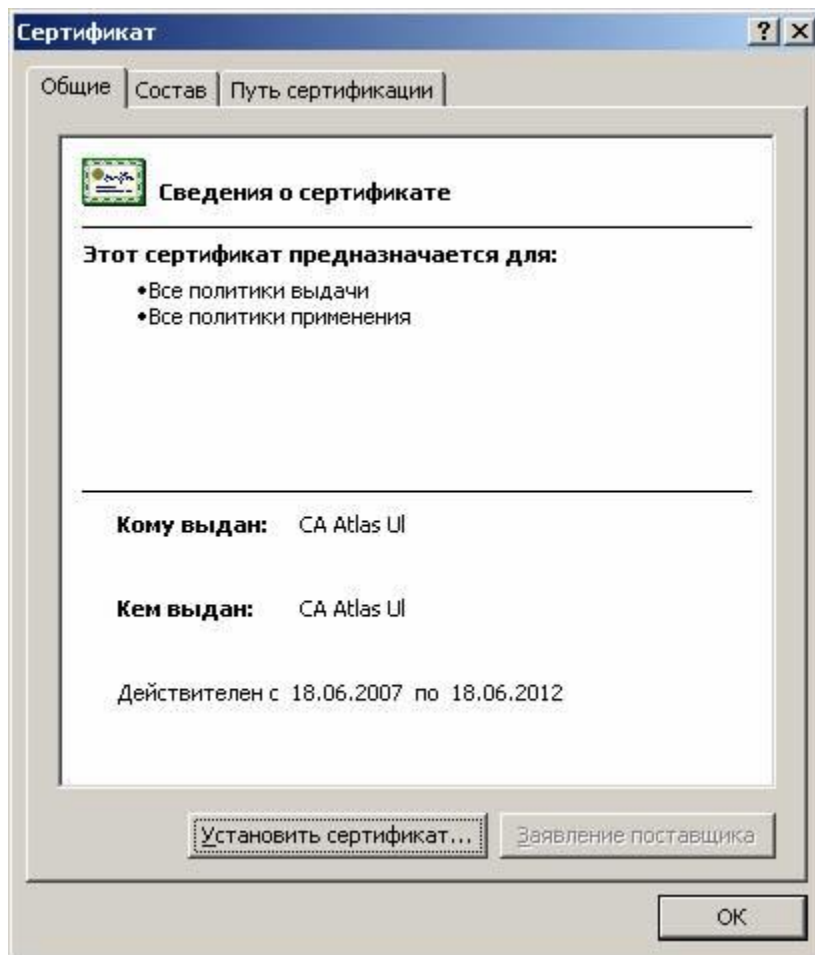 Сертификат
Общие Состав Путь сертификации
Сведения о сертификате
Этот сертификат предназначается для:
•Все политики выдачи
•Все политики применения
Кому выдан: CA Atlas Ul
Кем выдан: CA Atlas Ul
Действителен с 18.06.2007 по 18.06.2012
Установить сертификат... Заявление поставщика
ОК